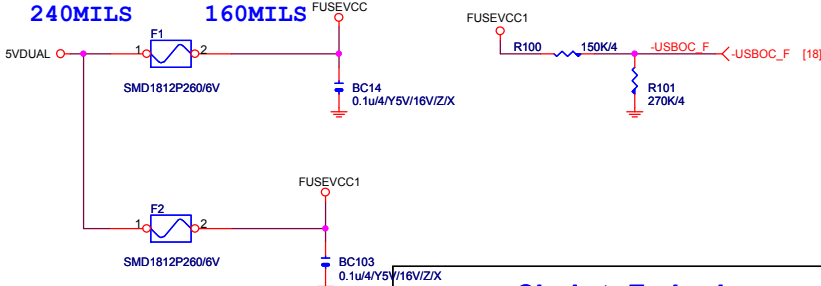 240MILS
160MILS
FUSEVCC
FUSEVCC1
5VDUAL
F1
1
2
SMD1812P260/6V
BC14
0.1u/4/Y5V/16V/Z/X
R100
150K/4
-USBOC_F
-USBOC_F [18]
R101
270K/4
FUSEVCC1
F2
1
2
SMD1812P260/6V
BC103
0.1u/4/Y5V/16V/Z/X